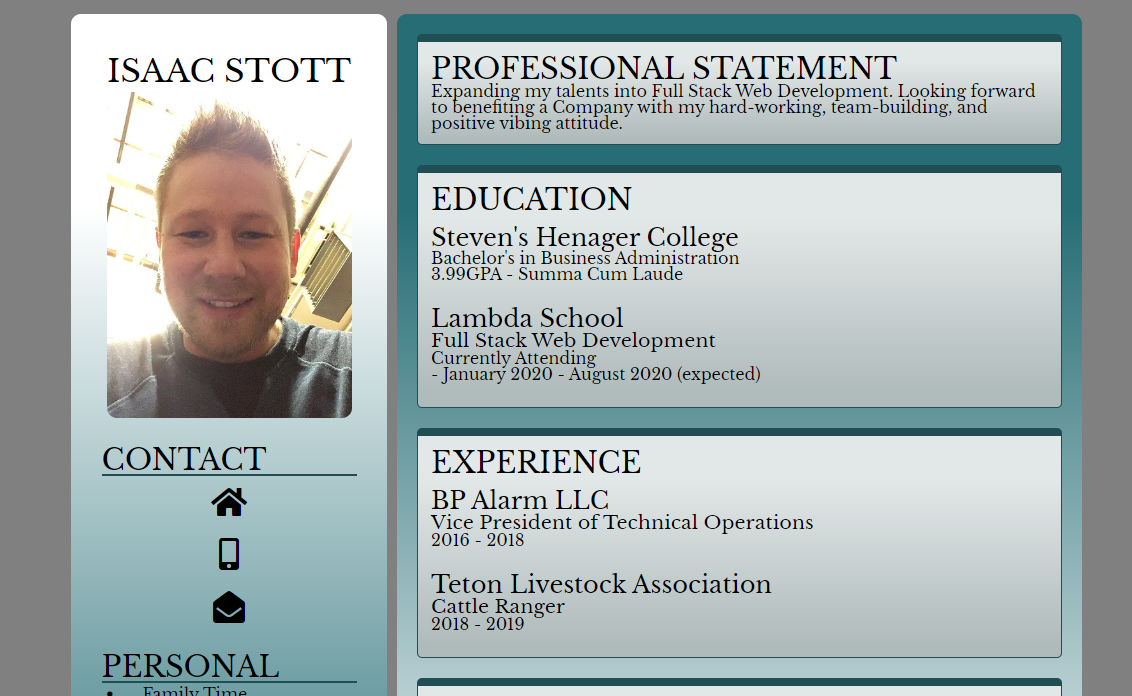 ISAAC STOTT
CONTACT
PERSONAL
• Family Time
PROFESSIONAL STATEMENT
Expanding my talents into Full Stack Web Development. Looking forward
to benefiting a Company with my hard-working, team-building, and
positive vibing attitude.
EDUCATION
Steven's Henager College
Bachelor's in Business Administration
3.99GPA - Summa Cum Laude
Lambda School
Full Stack Web Development
Currently Attending
- January 2020 - August 2020 (expected)
EXPERIENCE
BP Alarm LLC
Vice President of Technical Operations
2016 - 2018
Teton Livestock Association
Cattle Ranger
2018 - 2019